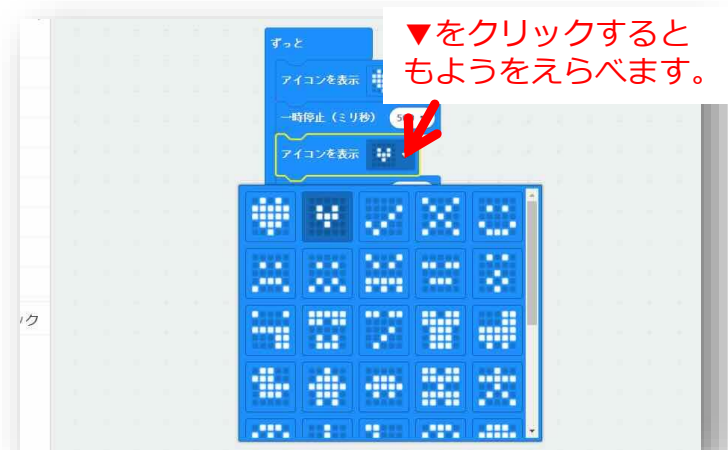 ▼をクリックすると
もようをえらべます。
ずっと
アイコンを表示
一時停止（ミリ秒）
アイコンを表示
ック